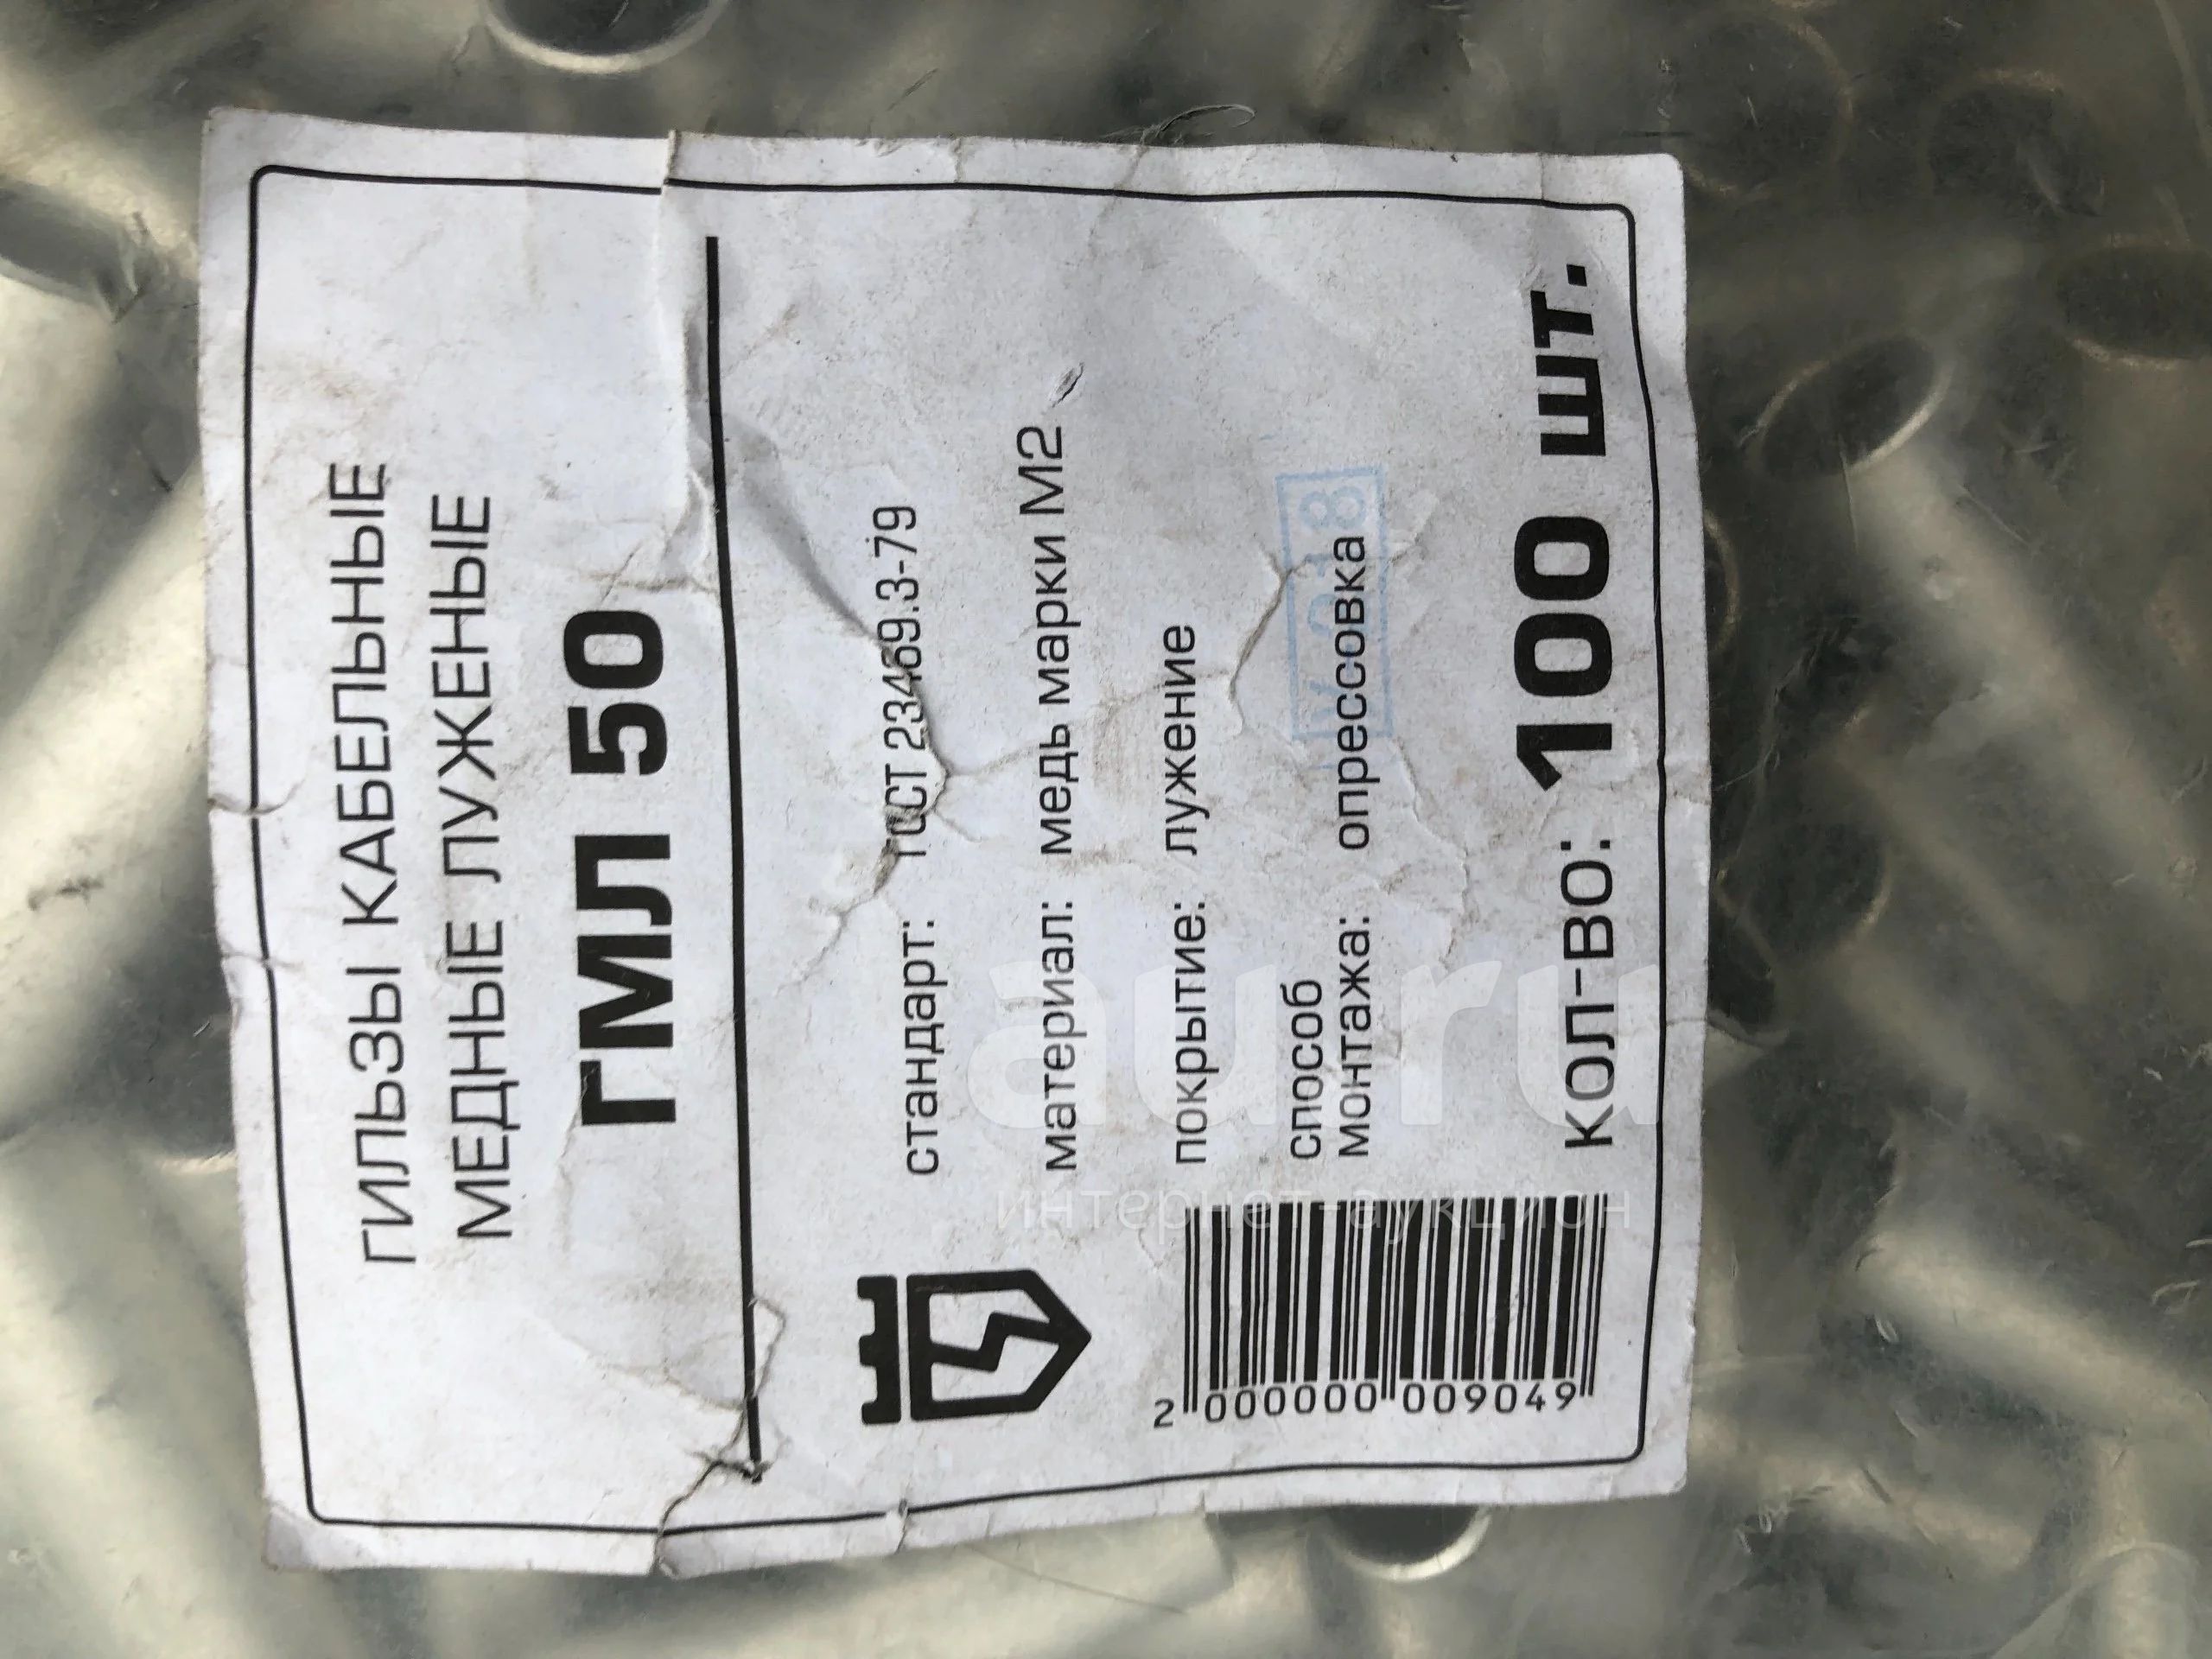 ГИЛЬЗЫ КАБЕЛЬНЫЕ
МЕДНЫЕ ЛУЖЕНЫЕ
ГМЛ 50
стандарт: ГОСТ 23469.3-79
материал: медь марки М2
покрытие: лужение
способ
монтажа: опрессовка
КОЛ-ВО: 100 шт.
2 000000 009049
au.ru
интернет-аукцион